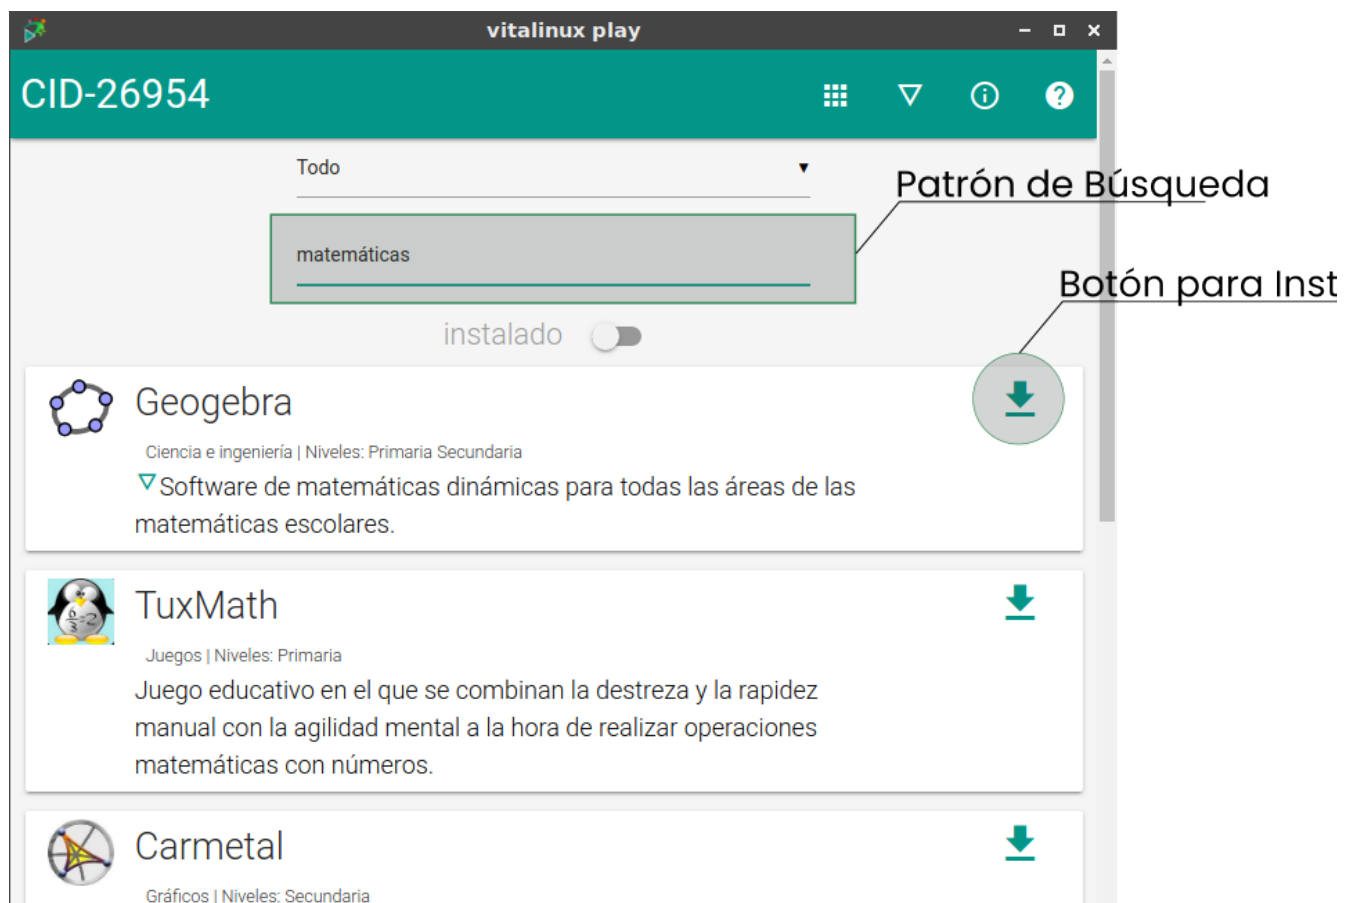 vitalinux play
CID-26954
Todo
Patrón de Búsqueda
matemáticas
Botón para Inst
instalado
Geogebra
Ciencia e ingeniería | Niveles: Primaria Secundaria
Software de matemáticas dinámicas para todas las áreas de las
matemáticas escolares.
TuxMath
Juegos | Niveles: Primaria
Juego educativo en el que se combinan la destreza y la rapidez
manual con la agilidad mental a la hora de realizar operaciones
matemáticas con números.
Carmetal
Gráficos | Niveles: Secundaria